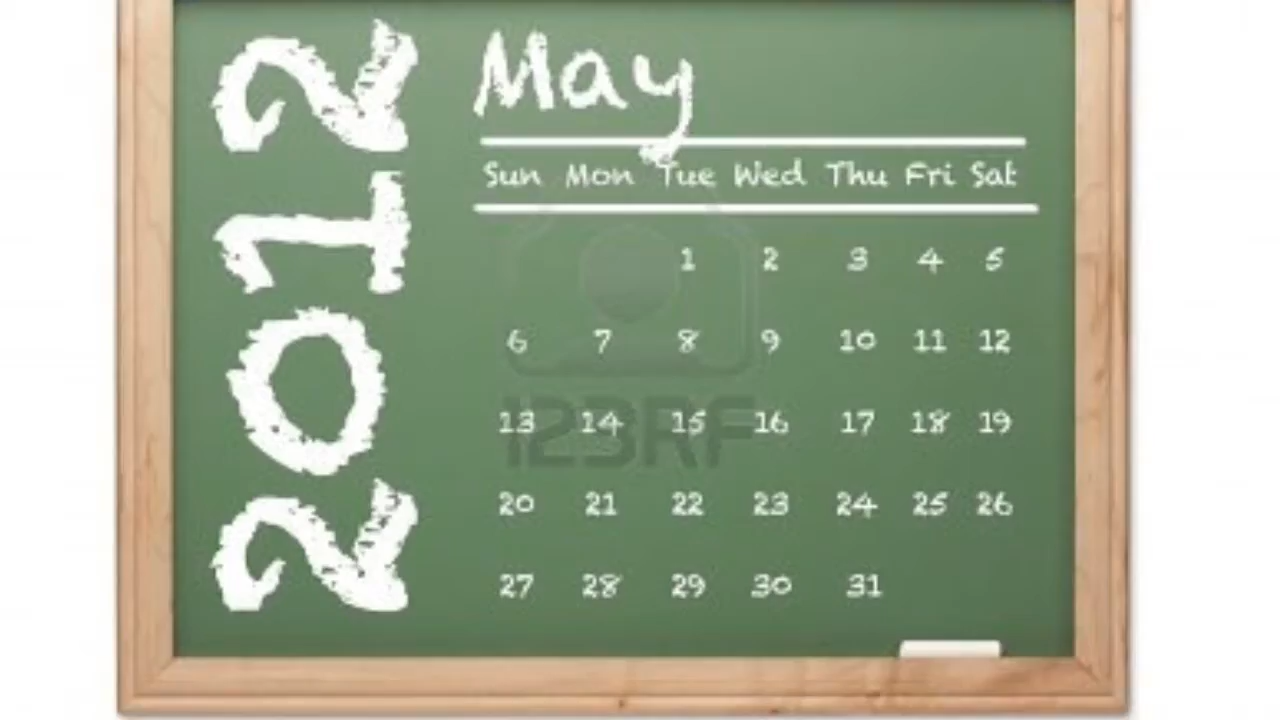 2012
May
Sun Mon Tue Wed Thu Fri Sat
1 2 3 4 5
6 7 8 9 10 11 12
13 14 15 16 17 18 19
123RF
20 21 22 23 24 25 26
27 28 29 30 31